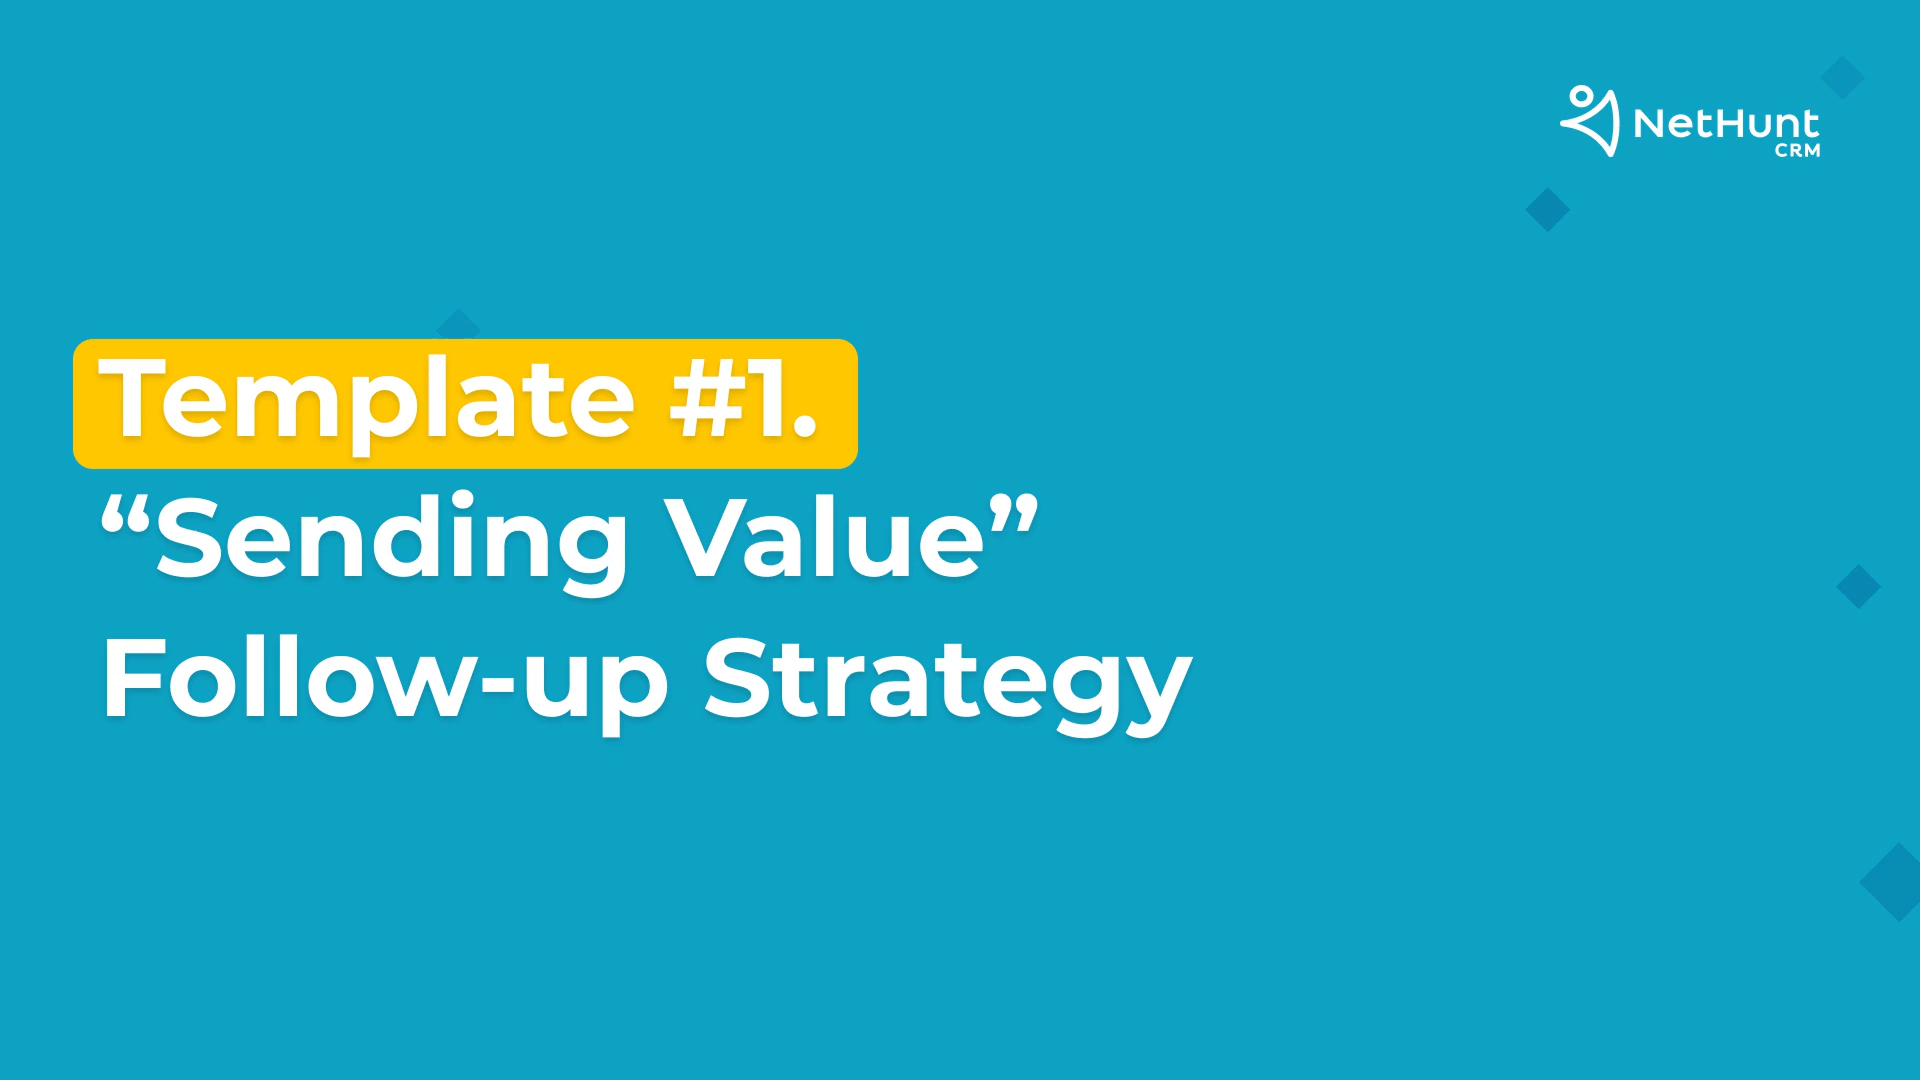 NetHunt
CRM
Template #1.
“Sending Value”
Follow-up Strategy